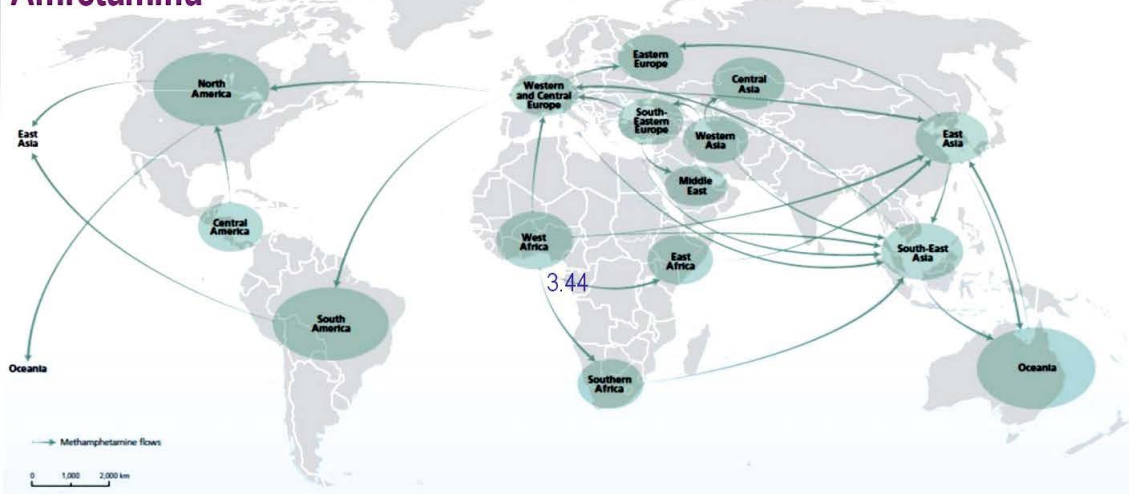 North
America
East
Asia
Central
America
South
America
Oceania
Eastern
Europe
Western
and Central
Europe
Central
Asia
South-
Eastern
Europe
Western
Asia
Middle
East
East
Asia
West
Africa
East
Africa
South-East
Asia
3.44
Southern
Africa
Oceania
Methamphetamine flows
0 1,000 2,000 km